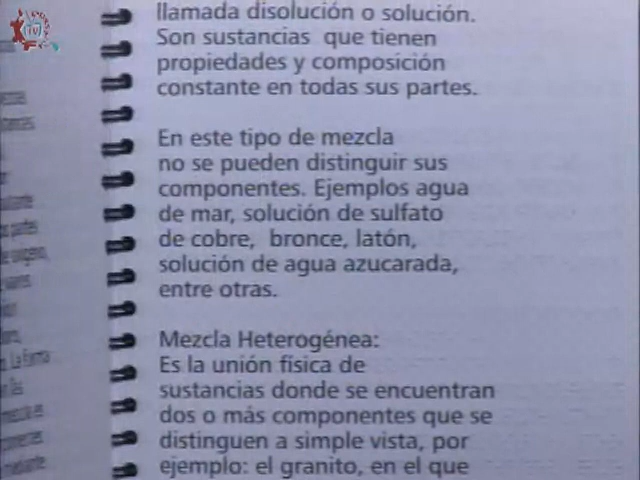 llamada disolución o solución.
Son sustancias que tienen
propiedades y composición
constante en todas sus partes.
En este tipo de mezcla
no se pueden distinguir sus
componentes. Ejemplos agua
de mar, solución de sulfato
de cobre, bronce, latón,
solución de agua azucarada,
entre otras.
Mezcla Heterogénea:
Es la unión física de
sustancias donde se encuentran
dos o más componentes que se
distinguen a simple vista, por
ejemplo: el granito, en el que